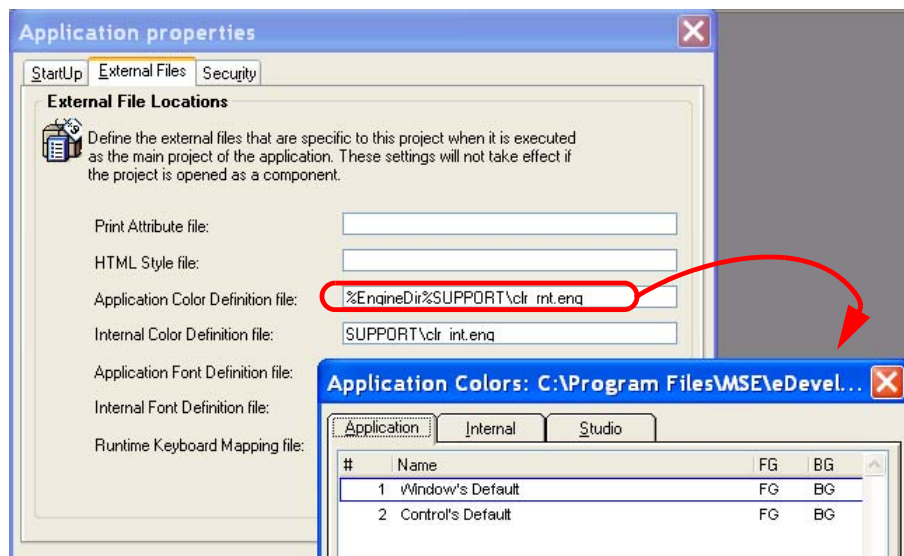 Application properties
StartUp External Files Security
External File Locations
Define the external files that are specific to this project when it is executed
as the main project of the application. These settings will not take effect if
the project is opened as a component.
Print Attribute file:
HTML Style file:
Application Color Definition file: %EngineDir%SUPPORT\clr_rnt.eng
Internal Color Definition file: SUPPORT\clr_int.eng
Application Font Definition file:
Internal Font Definition file:
Runtime Keyboard Mapping file:
Application Colors: C:\Program Files\MSE\eDevel...
Application Internal Studio
# Name FG BG
1 Window's Default FG BG
2 Control's Default FG BG